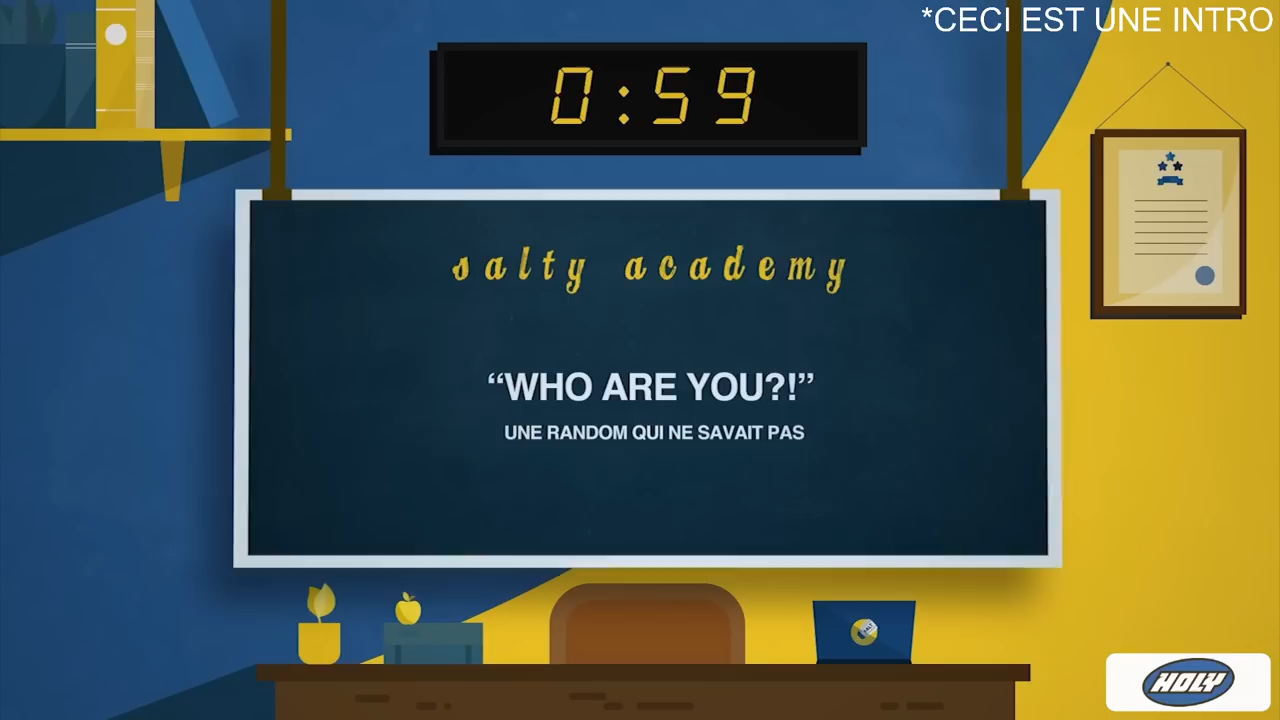 *CECI EST UNE INTRO
0:59
salty academy
“WHO ARE YOU?!”
UNE RANDOM QUI NE SAVAIT PAS
HOLY